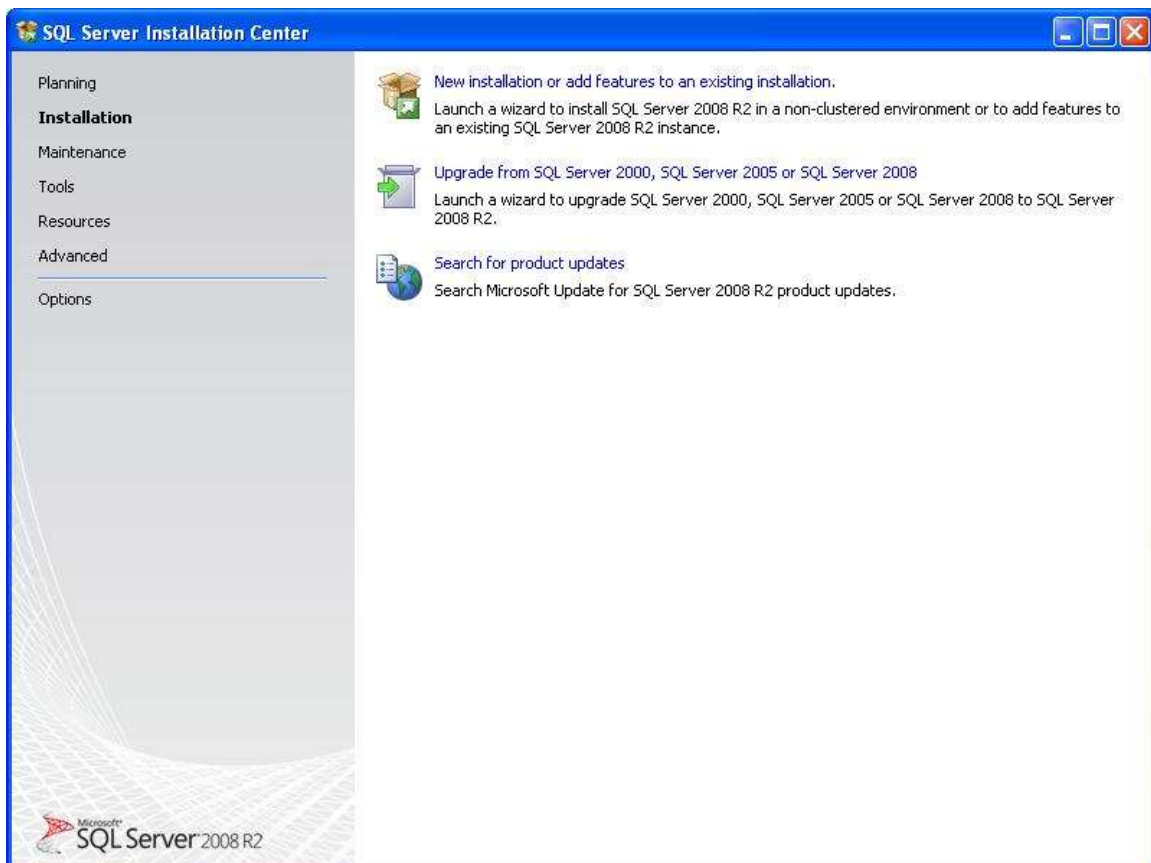 SQL Server Installation Center
Planning
Installation
Maintenance
Tools
Resources
Advanced
Options
New installation or add features to an existing installation.
Launch a wizard to install SQL Server 2008 R2 in a non-clustered environment or to add features to
an existing SQL Server 2008 R2 instance.
Upgrade from SQL Server 2000, SQL Server 2005 or SQL Server 2008
Launch a wizard to upgrade SQL Server 2000, SQL Server 2005 or SQL Server 2008 to SQL Server
2008 R2.
Search for product updates
Search Microsoft Update for SQL Server 2008 R2 product updates.
Microsoft®
SQL Server® 2008 R2